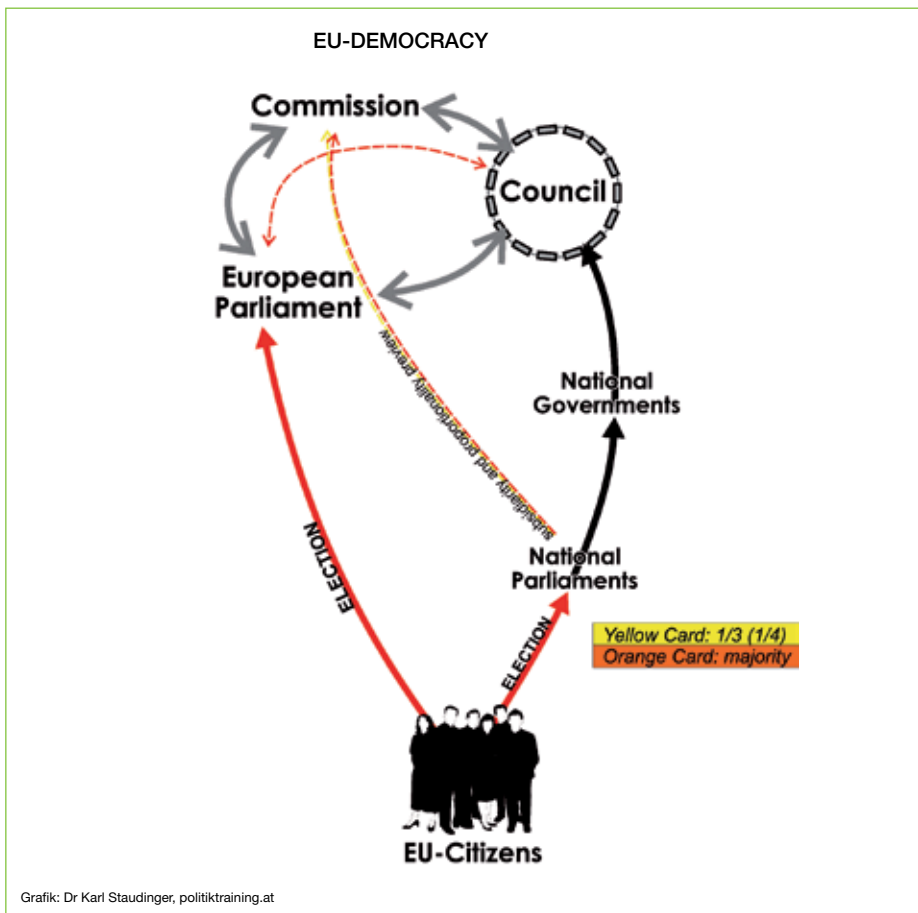 EU-DEMOCRACY
Commission
Council
European
Parliament
subsidiarity and proportionality preview
National
Governments
National
Parliaments
ELECTION
ELECTION
Yellow Card: 1/3 (1/4)
Orange Card: majority
EU-Citizens
Grafik: Dr Karl Staudinger, politiktraining.at